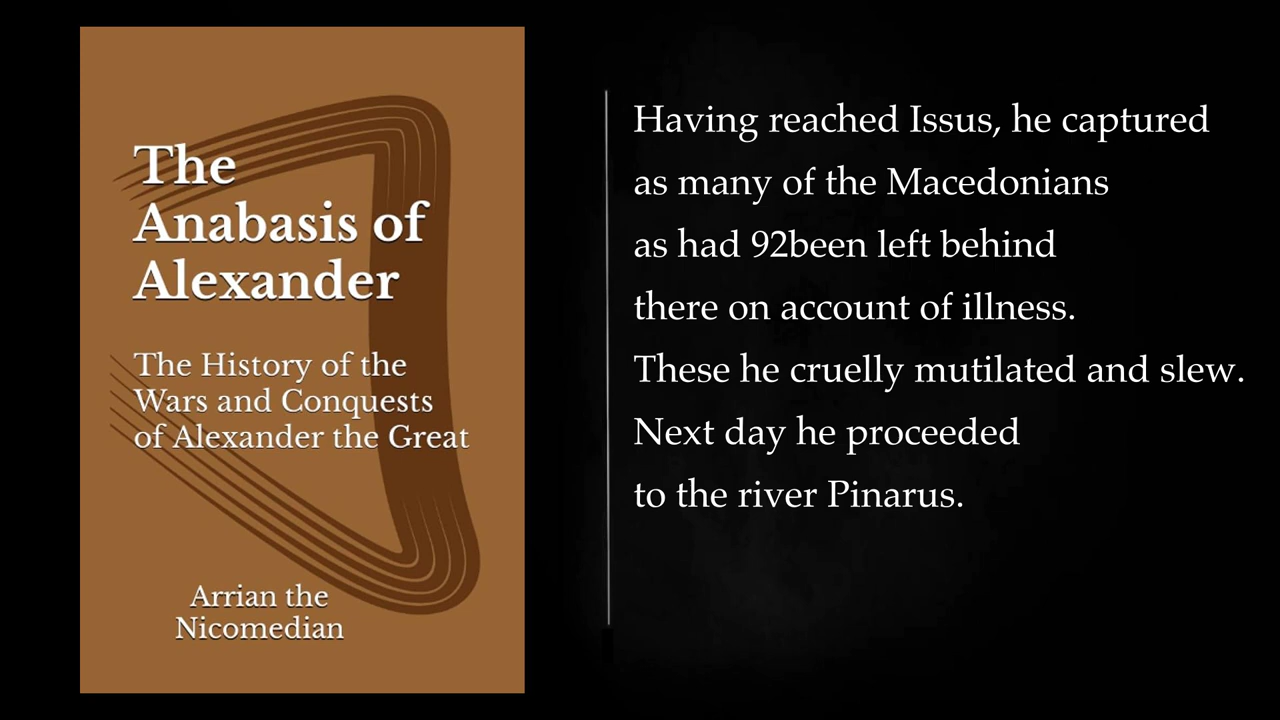 The
Anabasis of
Alexander
The History of the
Wars and Conquests
of Alexander the Great
Arrian the
Nicomedian
Having reached Issus, he captured
as many of the Macedonians
as had 92been left behind
there on account of illness.
These he cruelly mutilated and slew.
Next day he proceeded
to the river Pinarus.